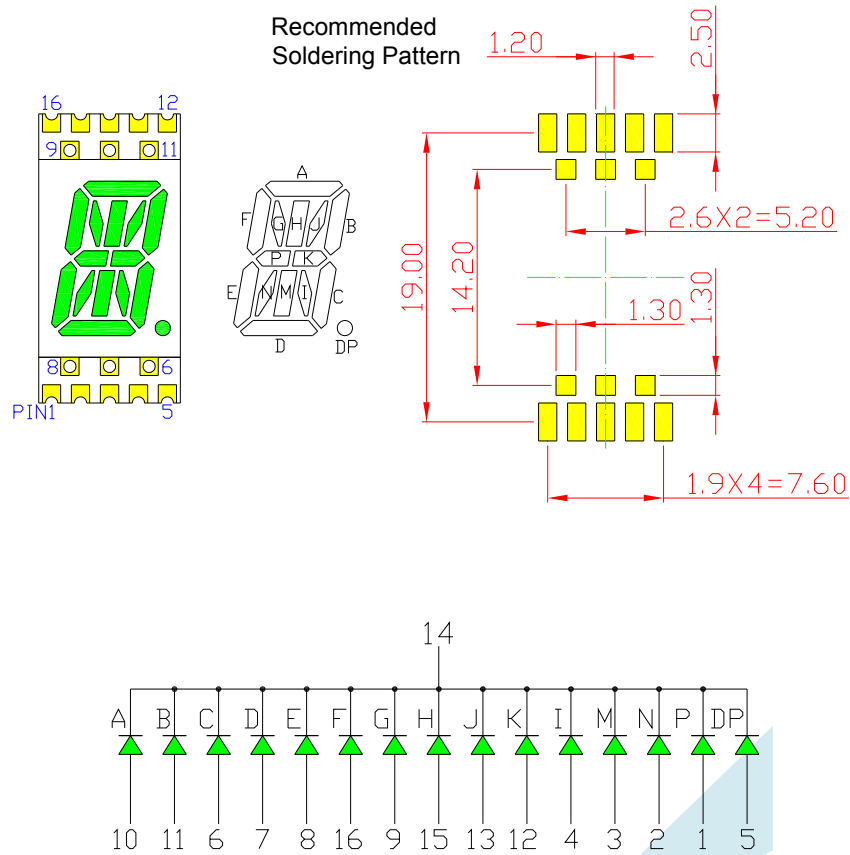 Recommended
Soldering Pattern
1.20
2.50
16 12
9 11
A
F G H J B
P K
E N M I C
D DP
8 6
PIN1 5
2.6X2=5.20
19.00
14.20
1.30
1.30
1.9X4=7.60
14
A B C D E F G H J K I M N P DP
10 11 6 7 8 16 9 15 13 12 4 3 2 1 5